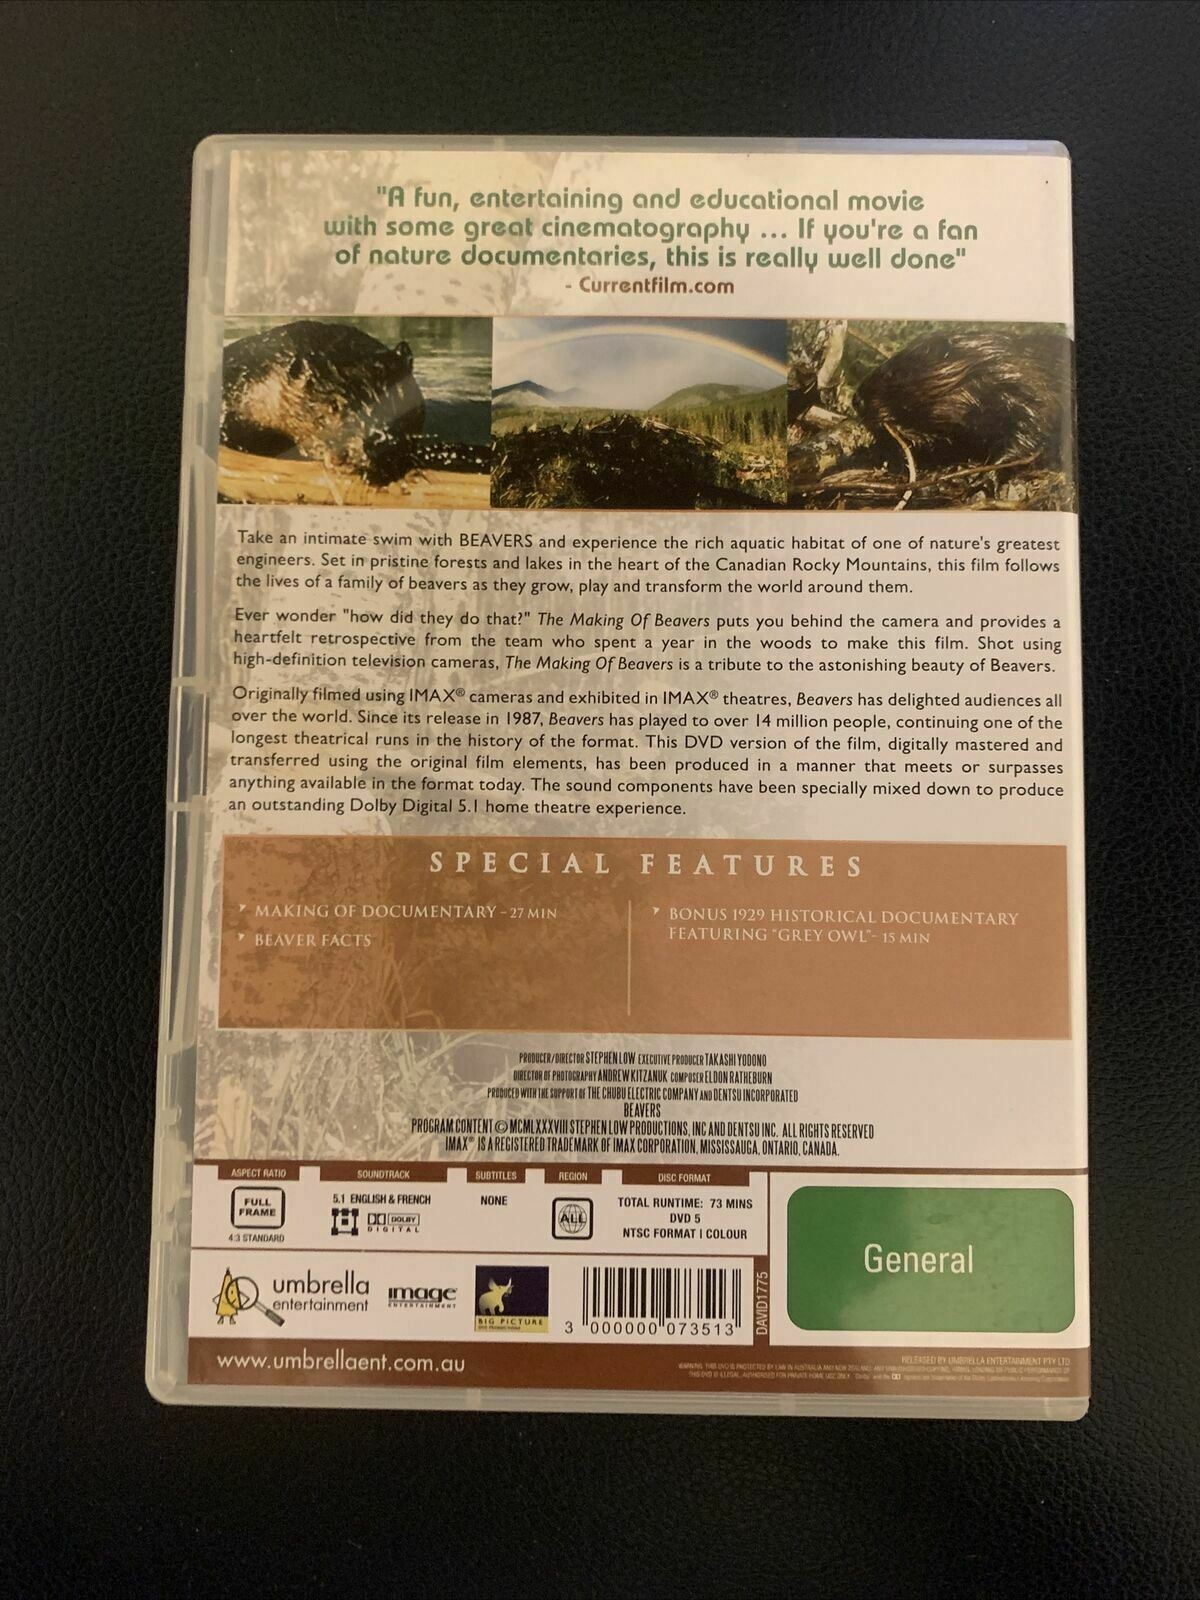 "A fun, entertaining and educational movie
with some great cinematography ... If you're a fan
of nature documentaries, this is really well done"
- Currentfilm.com
Take an intimate swim with BEAVERS and experience the rich aquatic habitat of one of nature's greatest
engineers. Set in pristine forests and lakes in the heart of the Canadian Rocky Mountains, this film follows
the lives of a family of beavers as they grow, play and transform the world around them.
Ever wonder "how did they do that?" The Making Of Beavers puts you behind the camera and provides a
heartfelt retrospective from the team who spent a year in the woods to make this film. Shot using
high-definition television cameras, The Making Of Beavers is a tribute to the astonishing beauty of Beavers.
Originally filmed using IMAX® cameras and exhibited in IMAX® theatres, Beavers has delighted audiences all
over the world. Since its release in 1987, Beavers has played to over 14 million people, continuing one of the
longest theatrical runs in the history of the format. This DVD version of the film, digitally mastered and
transferred using the original film elements, has been produced in a manner that meets or surpasses
anything available in the format today. The sound components have been specially mixed down to produce
an outstanding Dolby Digital 5.1 home theatre experience.
SPECIAL FEATURES
MAKING OF DOCUMENTARY - 27 MIN
BEAVER FACTS
BONUS 1929 HISTORICAL DOCUMENTARY
FEATURING "GREY OWL"- 15 MIN
PRODUCER/DIRECTOR STEPHEN LOW EXECUTIVE PRODUCER TAKASHI YODONO
DIRECTOR OF PHOTOGRAPHY ANDREW KITZANUK COMPOSER ELDON RATHEBURN
PRODUCED WITH THE SUPPORT OF THE CHUBU ELECTRIC COMPANY AND DENTSU INCORPORATED
BEAVERS
PROGRAM CONTENT © MCMLXXXVIII STEPHEN LOW PRODUCTIONS, INC AND DENTSU INC. ALL RIGHTS RESERVED
IMAX® IS A REGISTERED TRADEMARK OF IMAX CORPORATION, MISSISSAUGA, ONTARIO, CANADA.
ASPECT RATIO
FULL
FRAME
4:3 STANDARD
SOUNDTRACK
5.1 ENGLISH & FRENCH
DOLBY
DIGITAL
SUBTITLES
NONE
REGION
ALL
DISC FORMAT
TOTAL RUNTIME: 73 MINS
DVD 5
NTSC FORMAT | COLOUR
General
umbrella
entertainment
image
ENTERTAINMENT
BIG PICTURE
3 000000 073513
DAVID1775
www.umbrellaent.com.au
RELEASED BY UMBRELLA ENTERTAINMENT PTY LTD